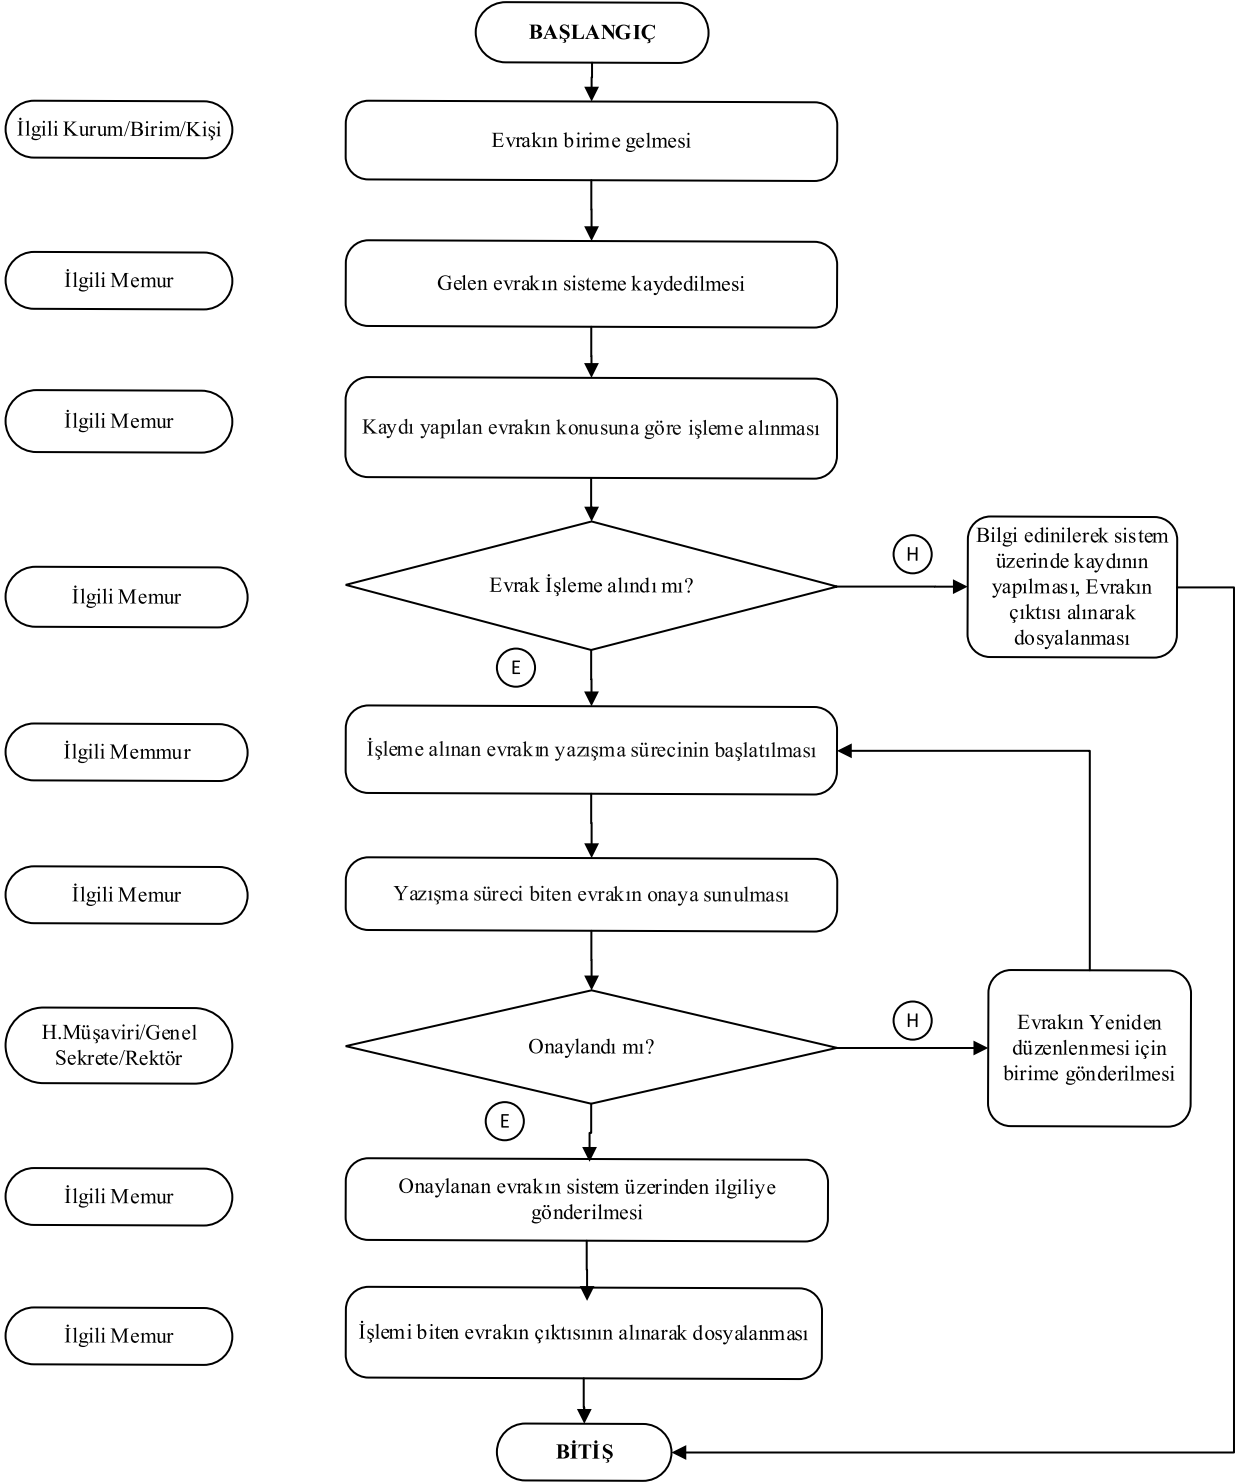 BAŞLANGIÇ
İlgili Kurum/Birim/Kişi
Evrakın birime gelmesi
İlgili Memur
Gelen evrakın sisteme kaydedilmesi
İlgili Memur
Kaydı yapılan evrakın konusuna göre işleme alınması
İlgili Memur
Evrak İşleme alındı mı?
H
Bilgi edinilerek sistem
üzerinde kaydının
yapılması, Evrakın
çıktısı alınarak
dosyalanması
E
İlgili Memmur
İşleme alınan evrakın yazışma sürecinin başlatılması
İlgili Memur
Yazışma süreci biten evrakın onaya sunulması
H.Müşaviri/Genel
Sekrete/Rektör
Onaylandı mı?
H
Evrakın Yeniden
düzenlenmesi için
birime gönderilmesi
E
İlgili Memur
Onaylanan evrakın sistem üzerinden ilgiliye
gönderilmesi
İlgili Memur
İşlemi biten evrakın çıktısının alınarak dosyalanması
BİTİŞ